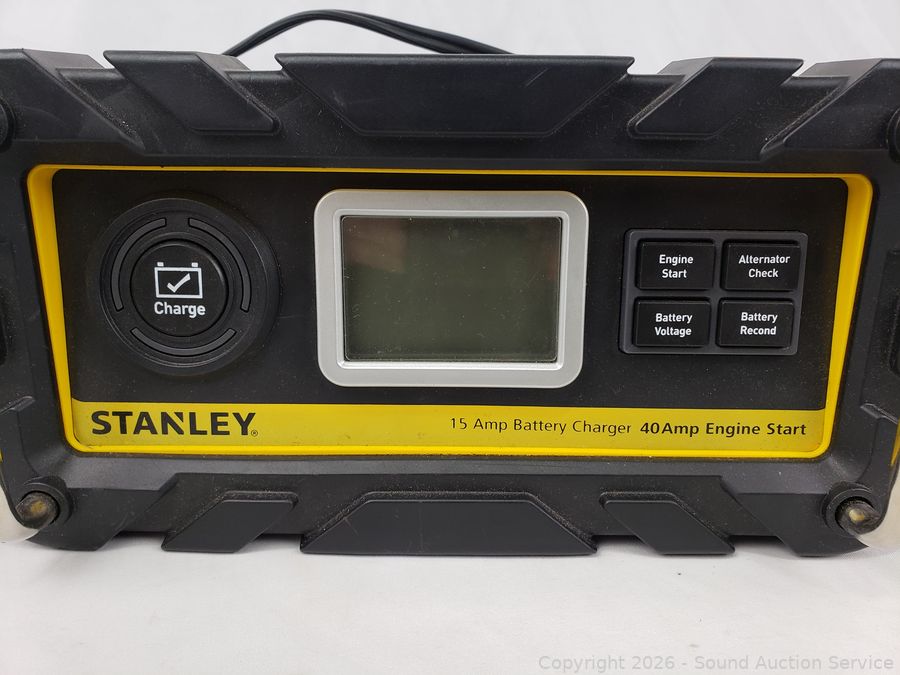 Charge
Engine
Start
Alternator
Check
Battery
Voltage
Battery
Recond
STANLEY®
15 Amp Battery Charger 40Amp Engine Start
Copyright 2026 - Sound Auction Service